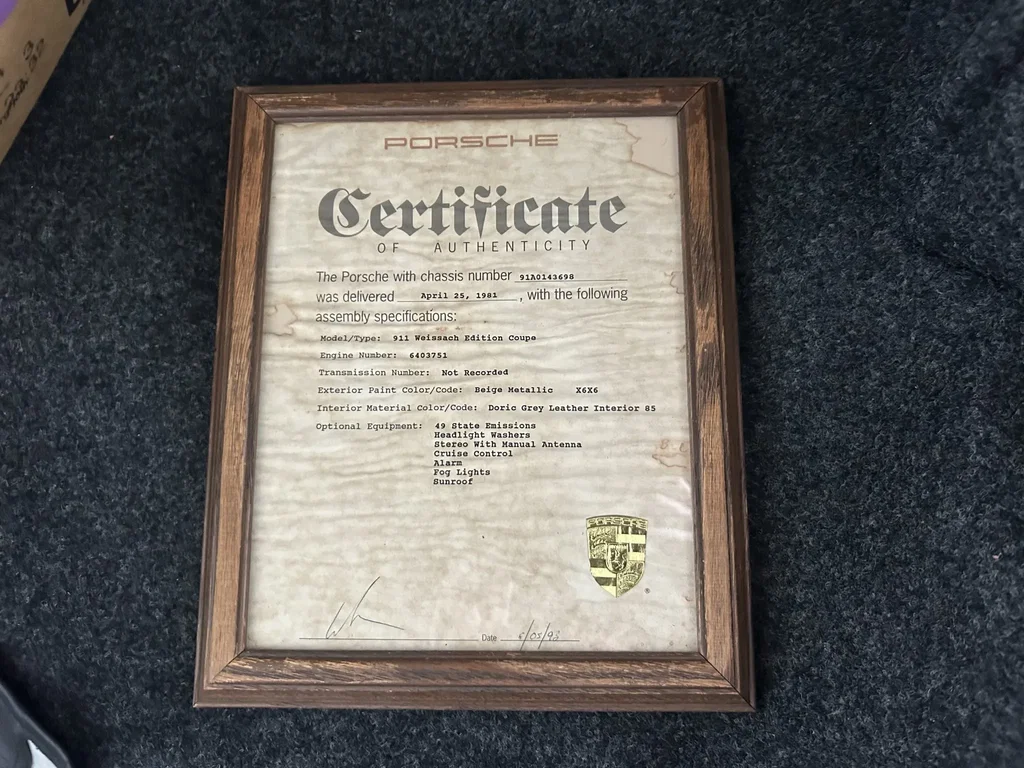 PORSCHE
Certificate
OF AUTHENTICITY
The Porsche with chassis number 91A0143698
was delivered April 25, 1981, with the following
assembly specifications:
Model/Type: 911 Weissach Edition Coupe
Engine Number: 6403751
Transmission Number: Not Recorded
Exterior Paint Color/Code: Beige Metallic X6X6
Interior Material Color/Code: Doric Grey Leather Interior 85
Optional Equipment: 49 State Emissions
Headlight Washers
Stereo With Manual Antenna
Cruise Control
Alarm
Fog Lights
Sunroof
PORSCHE
®
Date 6/05/93